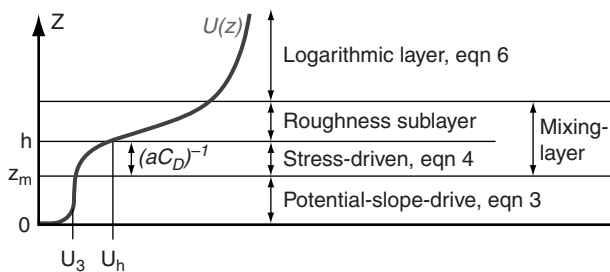 Z
U(z)
Logarithmic layer, eqn 6
Roughness sublayer
Mixing-
layer
h
(aC_D)⁻¹
Stress-driven, eqn 4
z_m
Potential-slope-drive, eqn 3
0
U₃
U_h